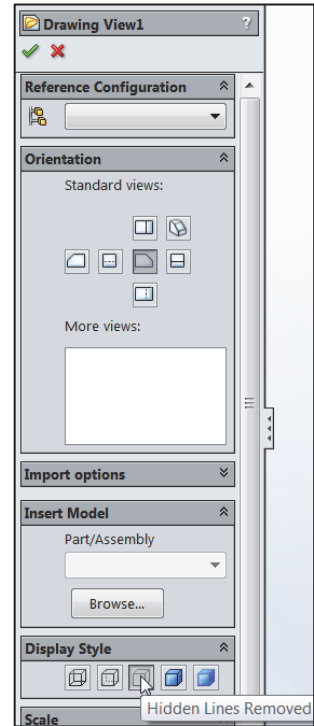 Drawing View1 ?
Reference Configuration
Orientation
Standard views:
More views:
Import options
Insert Model
Part/Assembly
Browse...
Display Style
Hidden Lines Removed
Scale